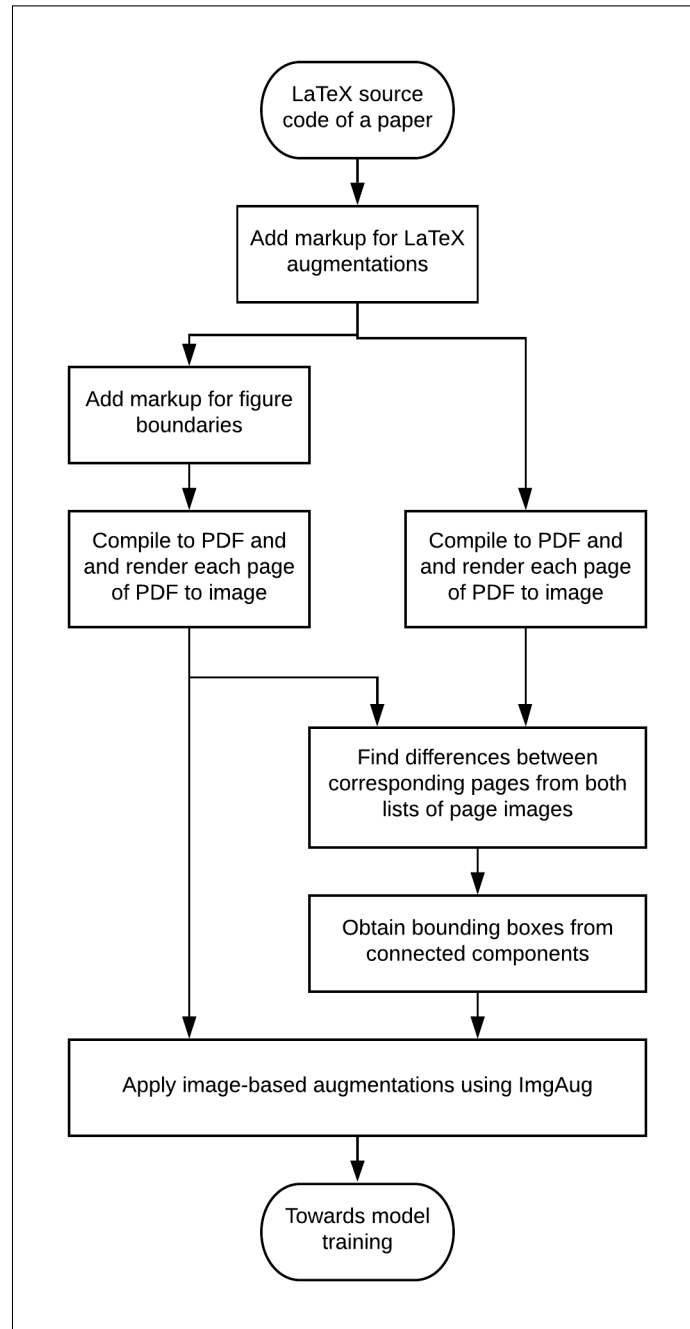 LaTeX source
code of a paper
Add markup for LaTeX
augmentations
Add markup for figure
boundaries
Compile to PDF and
and render each page
of PDF to image
Compile to PDF and
and render each page
of PDF to image
Find differences between
corresponding pages from both
lists of page images
Obtain bounding boxes from
connected components
Apply image-based augmentations using ImgAug
Towards model
training